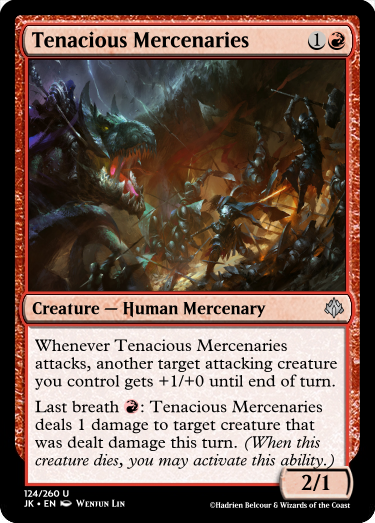 Tenacious Mercenaries 1
Creature — Human Mercenary
Whenever Tenacious Mercenaries
attacks, another target attacking creature
you control gets +1/+0 until end of turn.
Last breath : Tenacious Mercenaries
deals 1 damage to target creature that
was dealt damage this turn. (When this
creature dies, you may activate this ability.)
2/1
124/260 U
JK • EN Wenjun Lin
©Hadrien Belcour & Wizards of the Coast